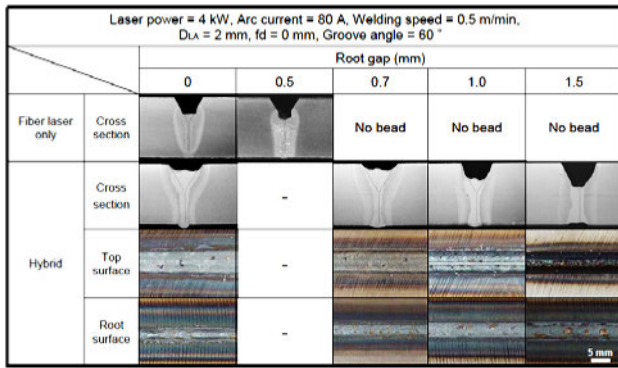 Laser power = 4 kW, Arc current = 80 A, Welding speed = 0.5 m/min,
DLA = 2 mm, fd = 0 mm, Groove angle = 60 °
Root gap (mm)
0 0.5 0.7 1.0 1.5
Fiber laser only Cross section No bead No bead No bead
Hybrid
Cross section -
Top surface -
Root surface -
5 mm